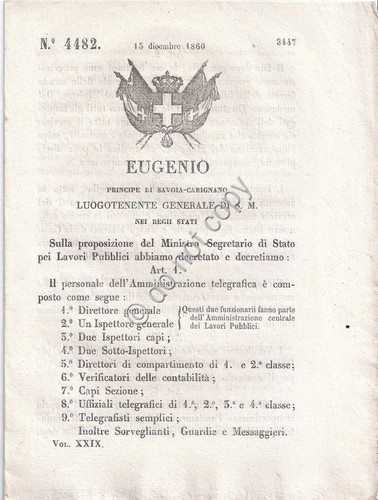 N.º 4482.
15 dicembre 1860
3447
EUGENIO
PRINCIPE DI SAVOIA-CARIGNANO
LUOGOTENENTE GENERALE DI S. M.
NEI REGII STATI
Sulla proposizione del Ministro Segretario di Stato
pei Lavori Pubblici abbiamo decretato e decretiamo :
Art. 1.
Il personale dell'Amministrazione telegrafica è com-
posto come segue :
1.º Direttore generale
2.º Un Ispettore generale
Questi due funzionarii fanno parte
dell'Amministrazione centrale
dei Lavori Pubblici.
3.º Due Ispettori capi ;
4.º Due Sotto-Ispettori ;
5.º Direttori di compartimento di 1. e 2.ª classe ;
6.º Verificatori delle contabilità ;
7.º Capi Sezione ;
8.º Uffiziali telegrafici di 1.ª, 2.ª, 3.ª e 4.ª classe ;
9.º Telegrafisti semplici ;
Inoltre Sorveglianti, Guardie e Messaggieri.
VOL. XXIX.
do not copy